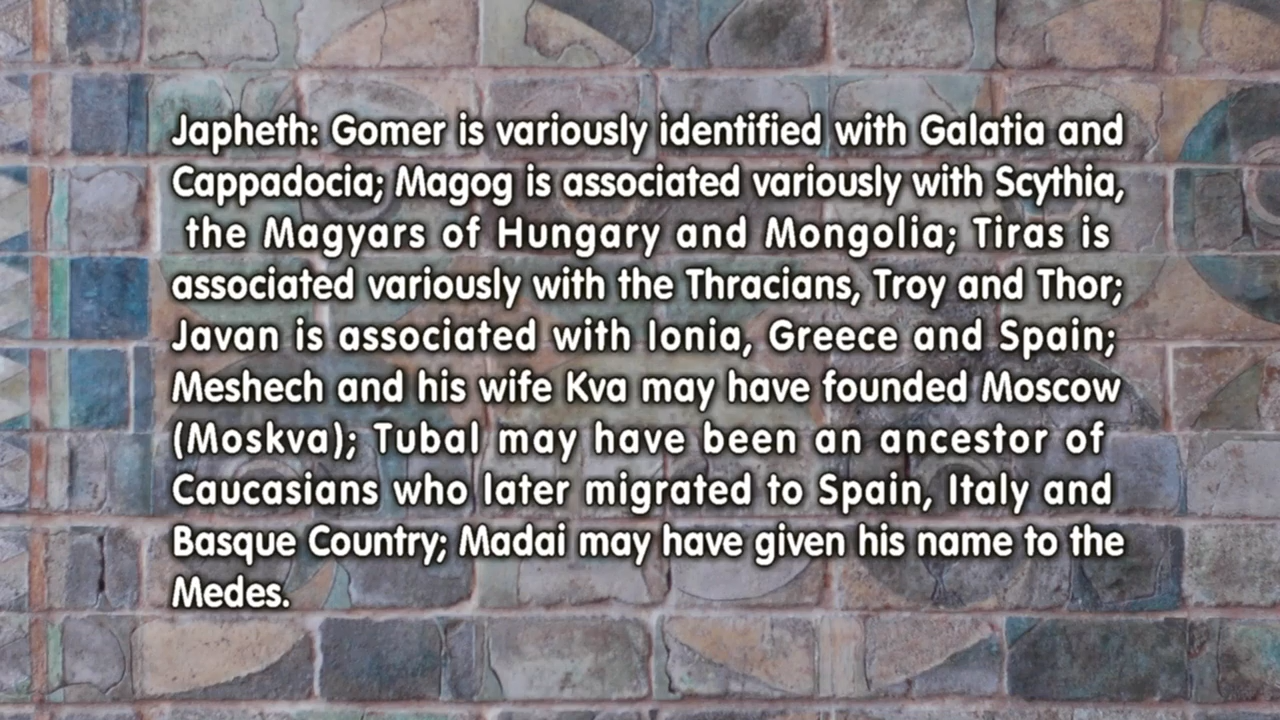 Japheth: Gomer is variously identified with Galatia and
Cappadocia; Magog is associated variously with Scythia,
the Magyars of Hungary and Mongolia; Tiras is
associated variously with the Thracians, Troy and Thor;
Javan is associated with Ionia, Greece and Spain;
Meshech and his wife Kva may have founded Moscow
(Moskva); Tubal may have been an ancestor of
Caucasians who later migrated to Spain, Italy and
Basque Country; Madai may have given his name to the
Medes.